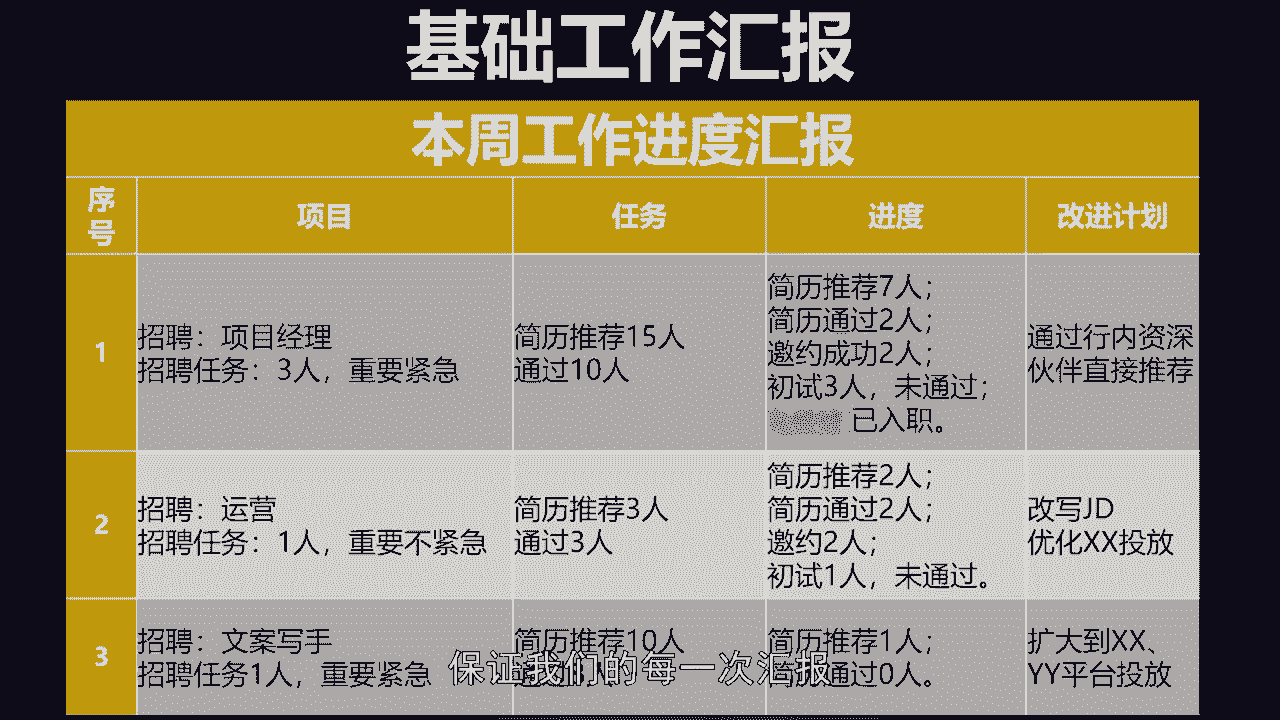 基础工作汇报
本周工作进度汇报
序号
项目
任务
进度
改进计划
1
招�：项目经理
招聘任务：3人，重要紧急
简历推荐15人
通过10人
简历推荐7人；
简历通过2人；
邀约成功2人；
初试3人，未通过；
已入职。
通过行内资深
伙伴直接推荐
2
招聘：运营
招聘任务：1人，重要不紧急
简历推荐3人
通过3人
简历推荐2人；
简历通过2人；
邀约2人；
初试1人，未通过。
改写JD
优化XX投放
3
招聘：文案写手
招聘任务1人，重要紧急
简历推荐10人
简历推荐1人；
通过0人。
扩大到XX、
YY平台投放
保证我们的每一次汇报